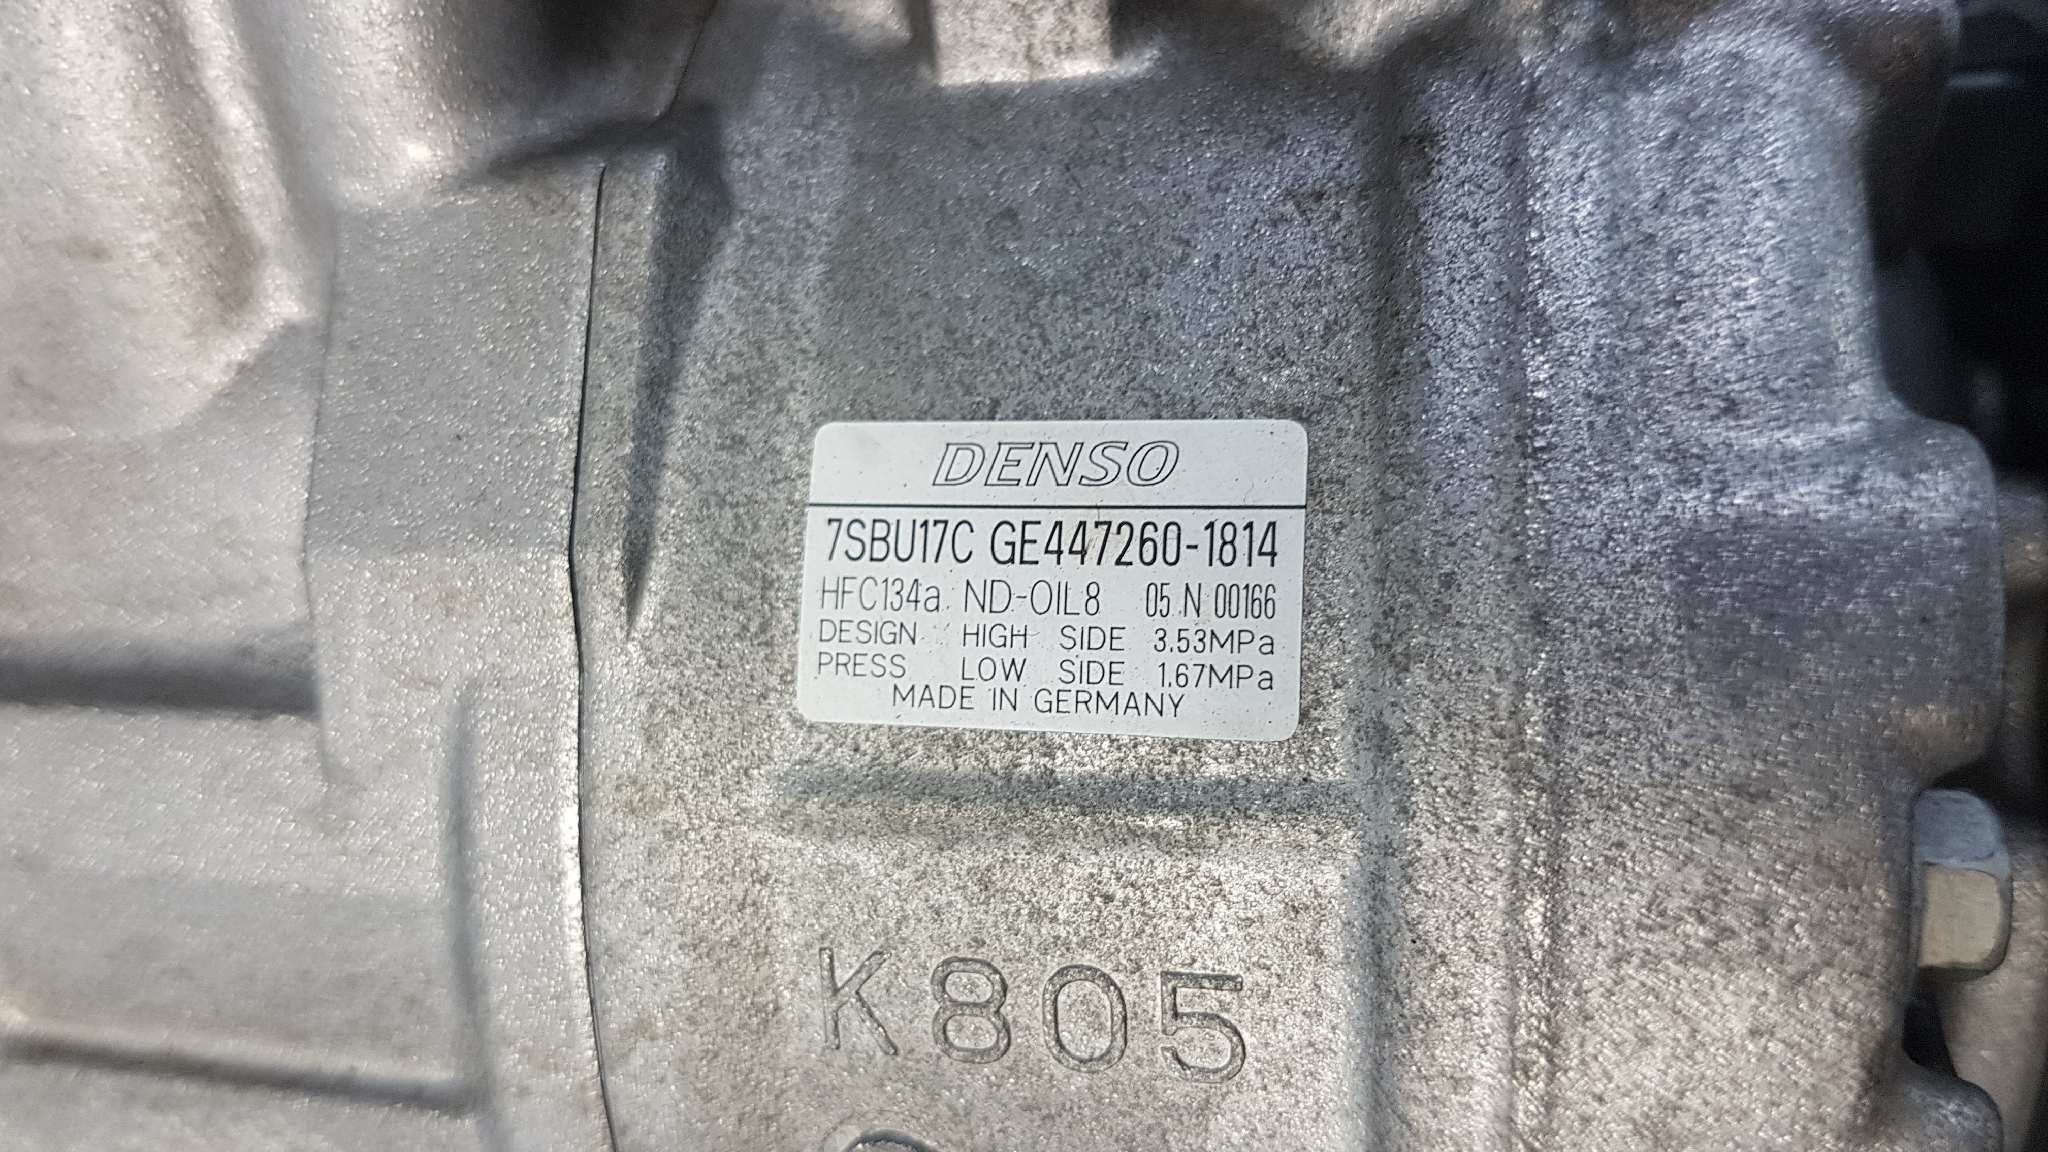 DENSO
7SBU17C GE447260-1814
HFC134a ND-OIL8 05 N 00166
DESIGN HIGH SIDE 3.53MPa
PRESS LOW SIDE 1.67MPa
MADE IN GERMANY
K805